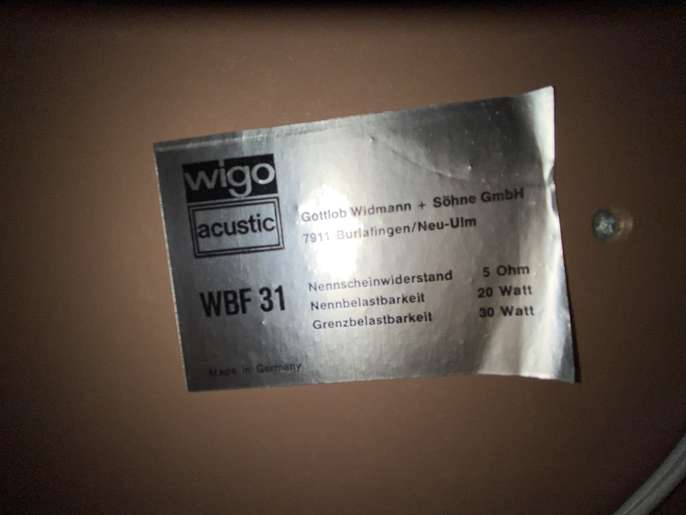 wigo
acustic
Gottlob Widmann + Söhne GmbH
7911 Burlafingen/Neu-Ulm
WBF 31
Nennscheinwiderstand 5 Ohm
Nennbelastbarkeit 20 Watt
Grenzbelastbarkeit 30 Watt
Made in Germany